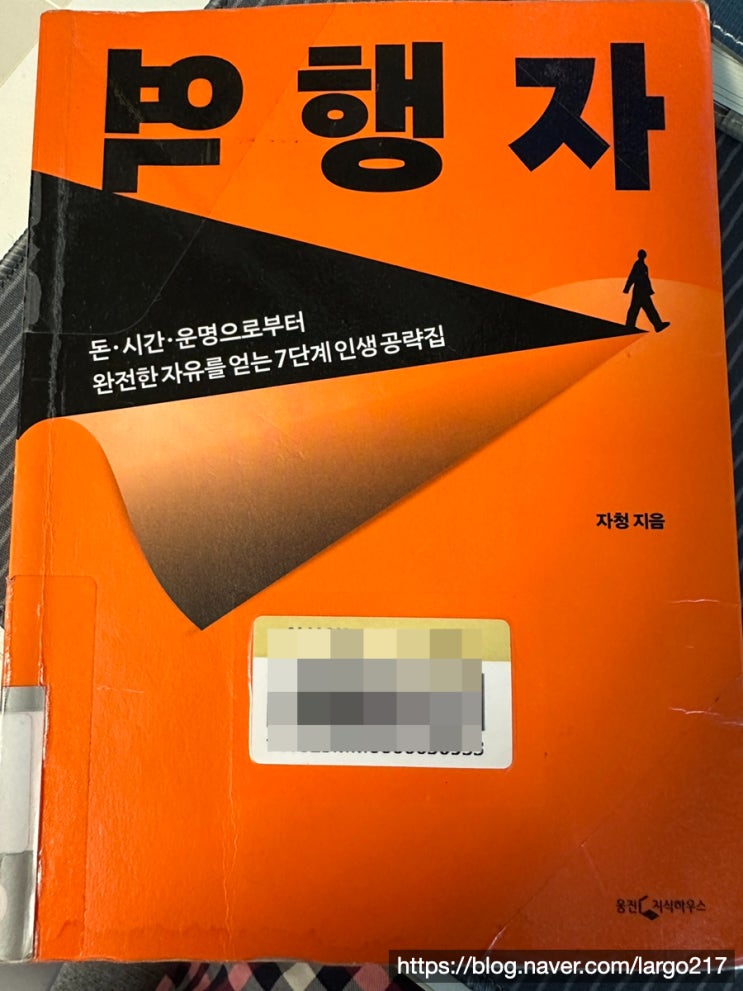 역행자
돈·시간·운명으로부터
완전한 자유를 얻는 7단계 인생 공략집
자청 지음
웅진 지식하우스
https://blog.naver.com/largo217